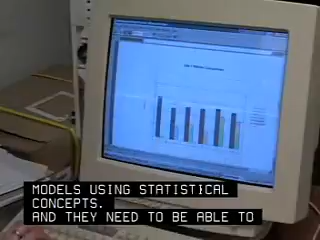 MODELS USING STATISTICAL
CONCEPTS.
AND THEY NEED TO BE ABLE TO